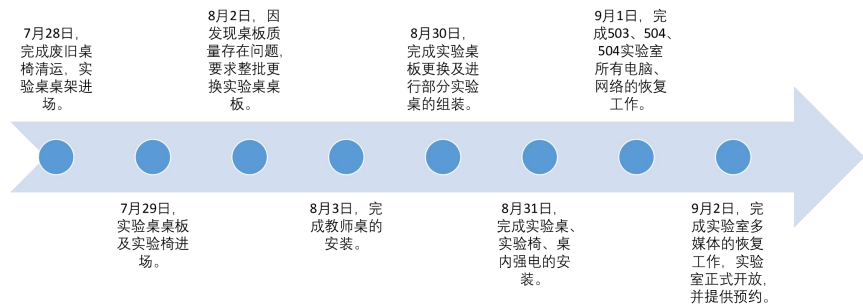 7月28日，
完成废旧桌
椅清运，实
验桌桌架进
场。
7月29日，
实验桌桌板
及实验椅进
场。
8月2日，因
发现桌板质
量存在问题，
要求整批更
换实验桌桌
板。
8月3日，完
成教师桌的
安装。
8月30日，
完成实验桌
板更换及进
行部分实验
桌的组装。
8月31日，
完成实验桌、
实验椅、桌
内强电的安
装。
9月1日，完
成503、504、
504实验室
所有电脑、
网络的恢复
工作。
9月2日，完
成实验室多
媒体的恢复
工作，实验
室正式开放，
并提供预约。